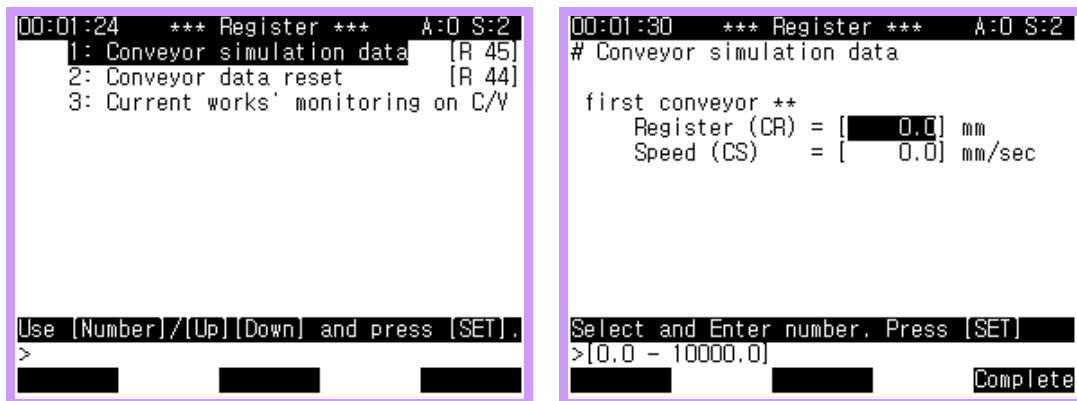 00:01:24 *** Register *** A:0 S:2
1: Conveyor simulation data [R 45]
2: Conveyor data reset [R 44]
3: Current works' monitoring on C/V
Use [Number]/[Up][Down] and press [SET].
>
00:01:30 *** Register *** A:0 S:2
# Conveyor simulation data
first conveyor **
Register (CR) = [ 0.0] mm
Speed (CS) = [ 0.0] mm/sec
Select and Enter number. Press [SET]
>[0.0 - 10000.0]
Complete